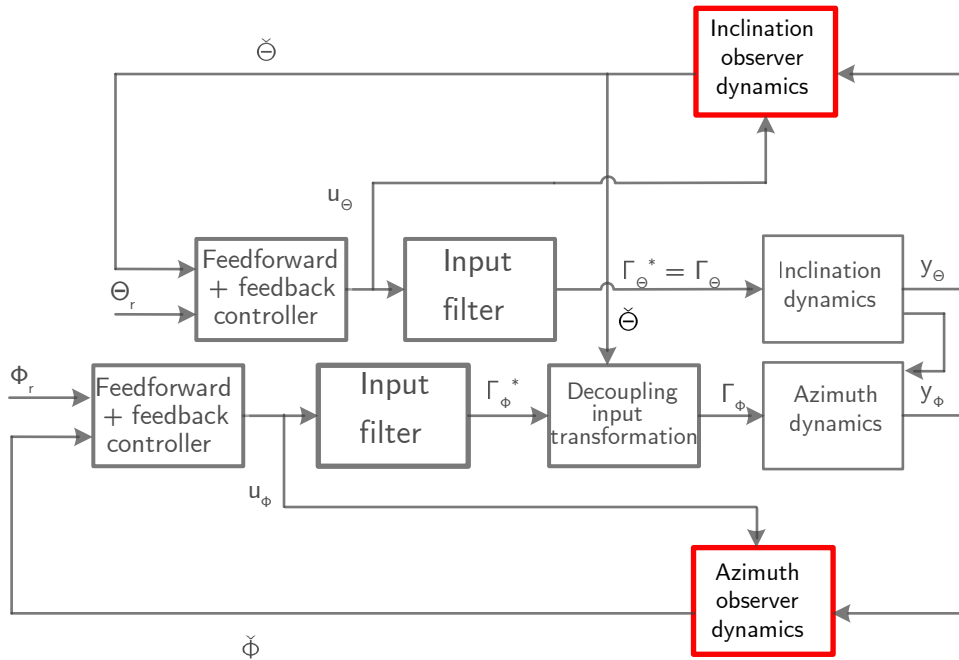 Inclination
observer
dynamics
Θ̌
u_Θ
Feedforward
+ feedback
controller
Input
filter
Γ_Θ* = Γ_Θ
Inclination
dynamics
y_Θ
Θ_r
Θ̌
Φ_r
Feedforward
+ feedback
controller
Input
filter
Γ_Φ*
Decoupling
input
transformation
Γ_Φ
Azimuth
dynamics
y_Φ
u_Φ
Azimuth
observer
dynamics
Φ̌